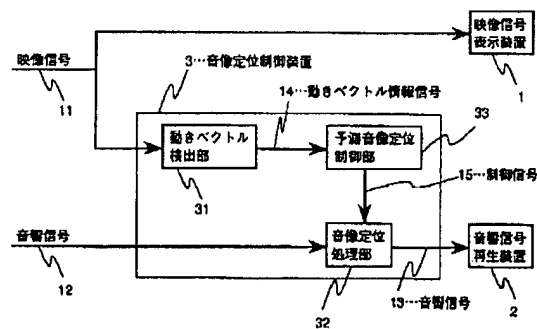 映像信号
11
3…音像定位制御装置
映像信号
表示装置
1
14…動きベクトル情報信号
33
動きベクトル
検出部
31
予測音像定位
制御部
15…制御信号
音響信号
12
音像定位
処理部
32
13…音響信号
音響信号
再生装置
2